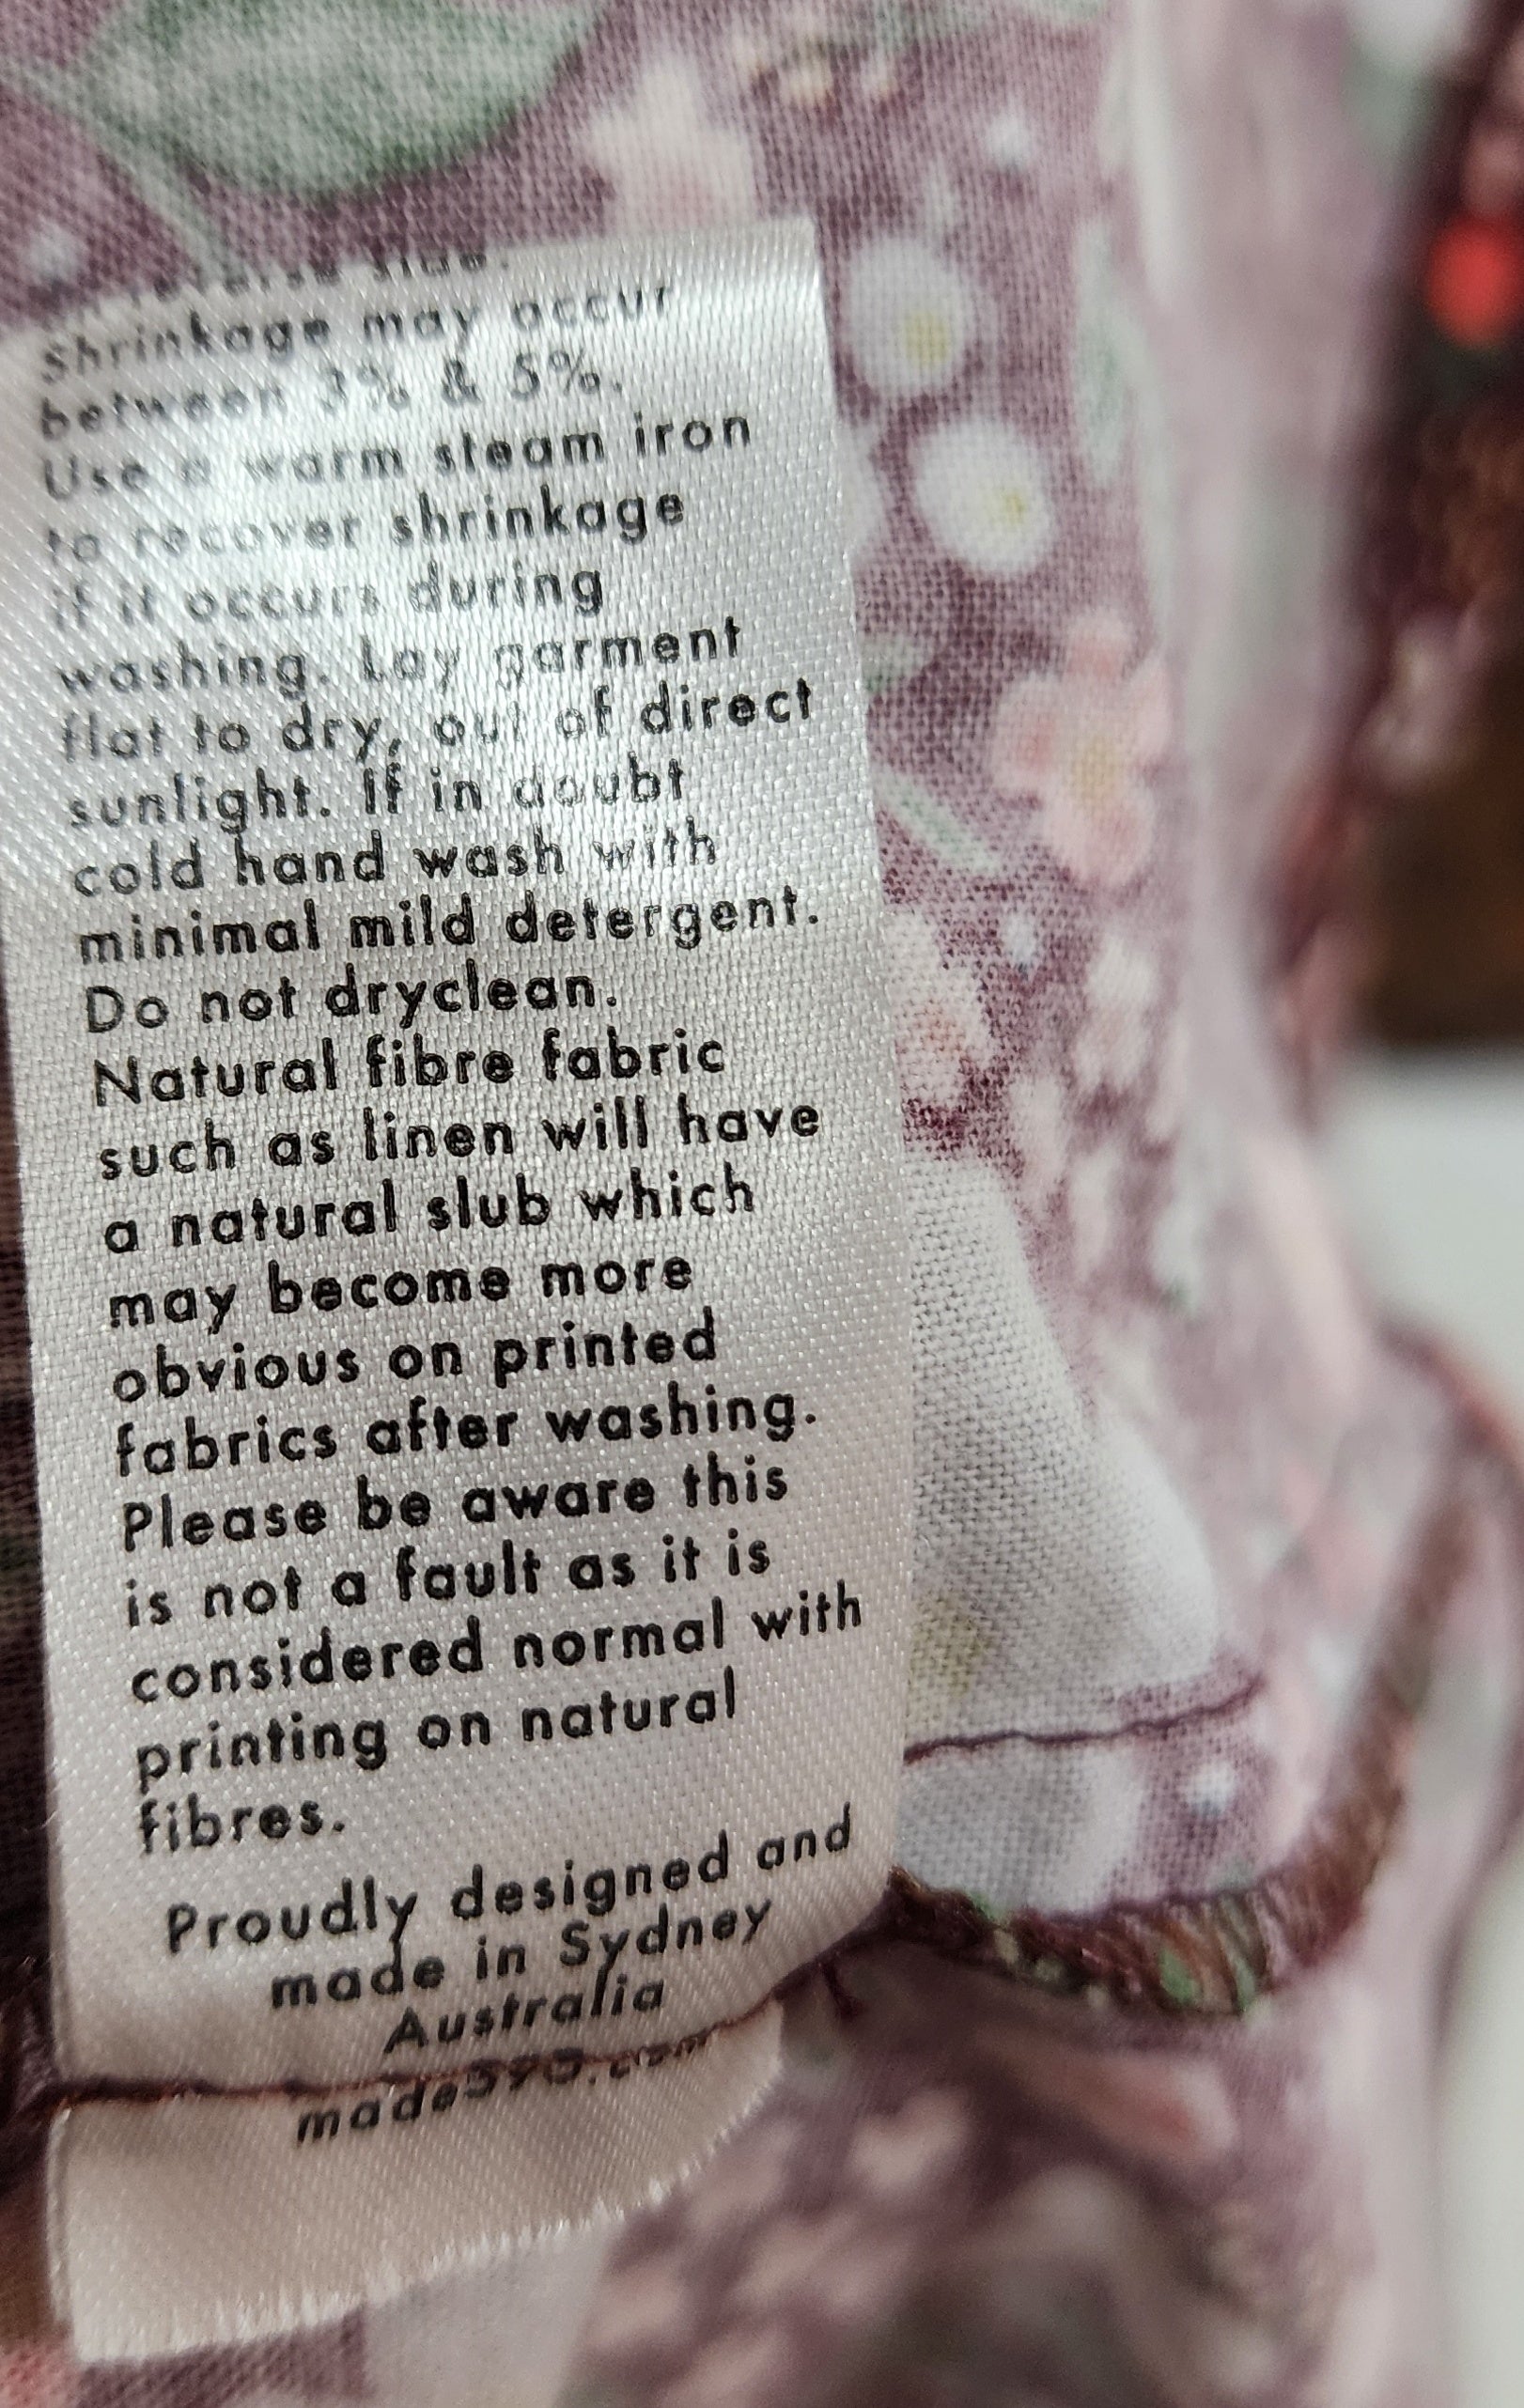 Shrinkage may occur
between 3% & 5%.
Use a warm steam iron
to recover shrinkage
if it occurs during
washing. Lay garment
flat to dry, out of direct
sunlight. If in doubt
cold hand wash with
minimal mild detergent.
Do not dryclean.
Natural fibre fabric
such as linen will have
a natural slub which
may become more
obvious on printed
fabrics after washing.
Please be aware this
is not a fault as it is
considered normal with
printing on natural
fibres.
Proudly designed and
made in Sydney
Australia
made590.com